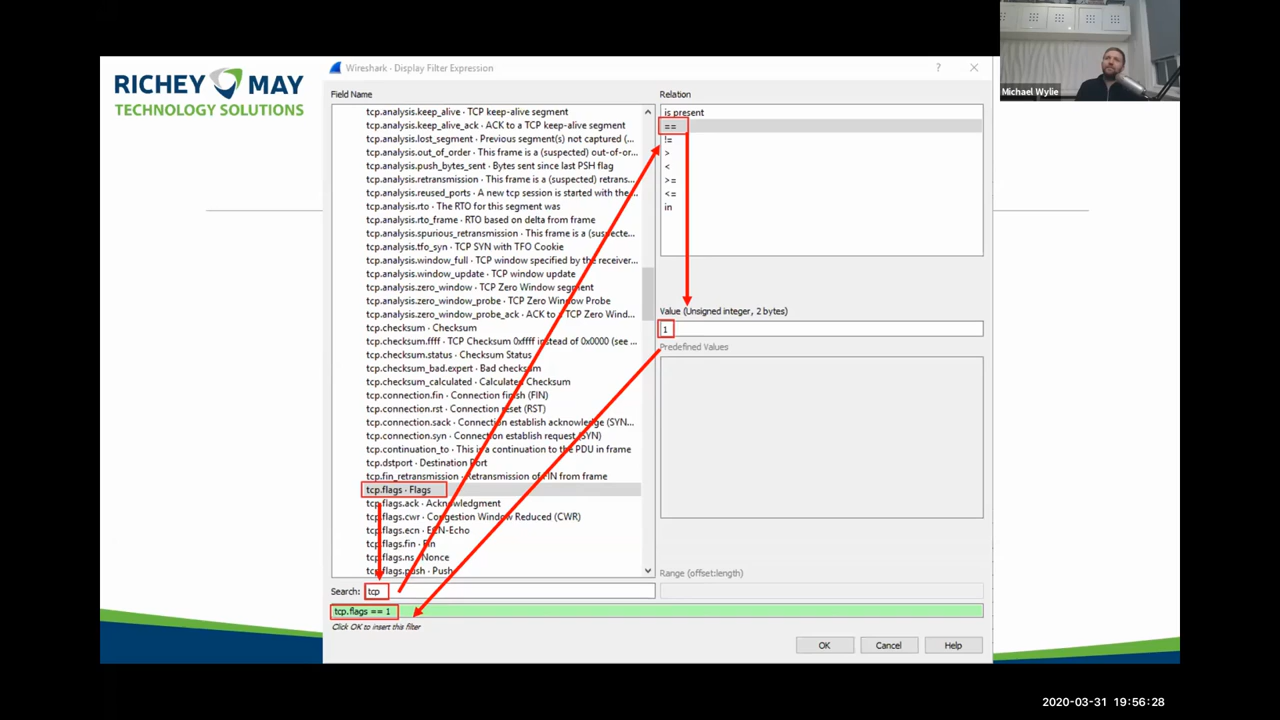 RICHEY MAY
TECHNOLOGY SOLUTIONS
Wireshark · Display Filter Expression
?
Michael Wylie
Field Name
tcp.analysis.keep_alive · TCP keep-alive segment
tcp.analysis.keep_alive_ack · ACK to a TCP keep-alive segment
tcp.analysis.lost_segment · Previous segment(s) not captured (...
tcp.analysis.out_of_order · This frame is a (suspected) out-of-or...
tcp.analysis.push_bytes_sent · Bytes sent since last PSH flag
tcp.analysis.retransmission · This frame is a (suspected) retrans...
tcp.analysis.reused_ports · A new tcp session is started with the...
tcp.analysis.rto · The RTO for this segment was
tcp.analysis.rto_frame · RTO based on delta from frame
tcp.analysis.spurious_retransmission · This frame is a (suspecte...
tcp.analysis.tfo_syn · TCP SYN with TFO Cookie
tcp.analysis.window_full · TCP window specified by the receiver...
tcp.analysis.window_update · TCP window update
tcp.analysis.zero_window · TCP Zero Window segment
tcp.analysis.zero_window_probe · TCP Zero Window Probe
tcp.analysis.zero_window_probe_ack · ACK to a TCP Zero Wind...
tcp.checksum · Checksum
tcp.checksum.ffff · TCP Checksum 0xffff instead of 0x0000 (see ...
tcp.checksum.status · Checksum Status
tcp.checksum_bad.expert · Bad checksum
tcp.checksum_calculated · Calculated Checksum
tcp.connection.fin · Connection finish (FIN)
tcp.connection.rst · Connection reset (RST)
tcp.connection.sack · Connection establish acknowledge (SYN...
tcp.connection.syn · Connection establish request (SYN)
tcp.continuation_to · This is a continuation to the PDU in frame
tcp.dstport · Destination Port
tcp.fin_retransmission · Retransmission of FIN from frame
tcp.flags · Flags
tcp.flags.ack · Acknowledgment
tcp.flags.cwr · Congestion Window Reduced (CWR)
tcp.flags.ecn · ECN-Echo
tcp.flags.fin · Fin
tcp.flags.ns · Nonce
tcp.flags.push · Push
Search: tcp
tcp.flags == 1
Click OK to insert this filter
Relation
is present
==
!=
>
<
>=
<=
in
Value (Unsigned integer, 2 bytes)
1
Predefined Values
Range (offset:length)
OK
Cancel
Help
2020-03-31 19:56:28